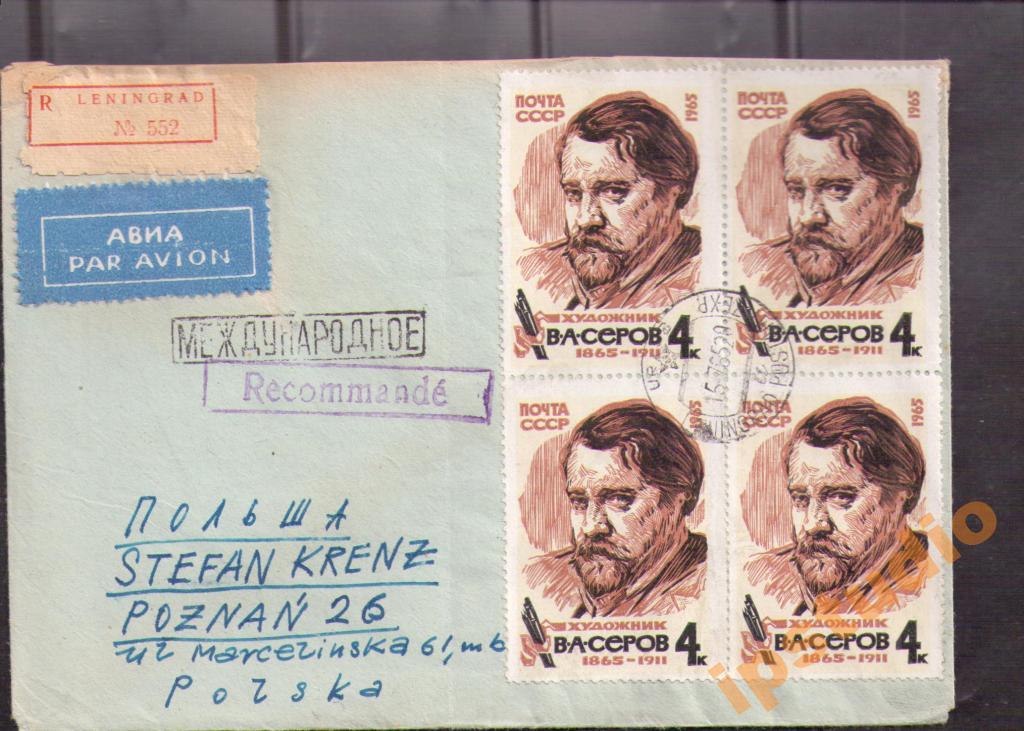 R LENINGRAD
№ 552
АВИА
PAR AVION
МЕЖДУНАРОДНОЕ
Recommandé
ПОЛЬША
STEFAN KRENZ
POZNAŃ 26
ul Marcelinska 61, mb
Polska
ПОЧТА
СССР
1965
ХУДОЖНИК
В·А·СЕРОВ 4к
1865-1911
ПОЧТА
СССР
1965
ХУДОЖНИК
В·А·СЕРОВ 4к
1865-1911
ПОЧТА
СССР
1965
ХУДОЖНИК
В·А·СЕРОВ 4к
1865-1911
ПОЧТА
СССР
1965
ХУДОЖНИК
В·А·СЕРОВ 4к
1865-1911